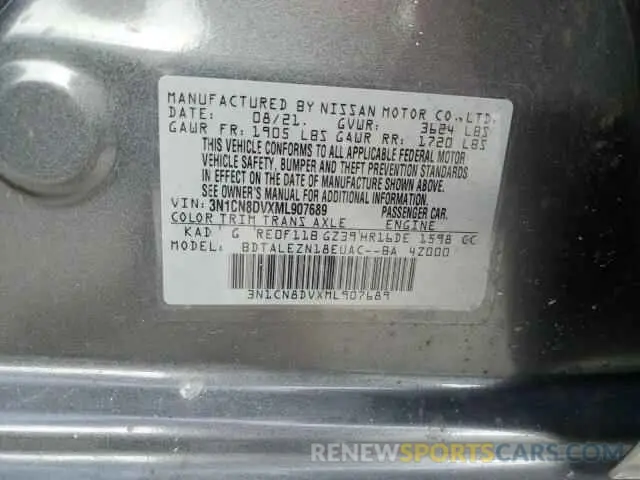 MANUFACTURED BY NISSAN MOTOR CO.,LTD.
DATE: 08/21. GVWR: 3624 LBS
GAWR FR: 1905 LBS GAWR RR: 1720 LBS
THIS VEHICLE CONFORMS TO ALL APPLICABLE FEDERAL MOTOR
VEHICLE SAFETY, BUMPER AND THEFT PREVENTION STANDARDS
IN EFFECT ON THE DATE OF MANUFACTURE SHOWN ABOVE.
SEE OWNER'S MANUAL FOR ADDITIONAL INFORMATION.
VIN: 3N1CN8DVXML907689 PASSENGER CAR.
COLOR TRIM TRANS AXLE ENGINE
KAD G RE0F11B GZ39 HR16DE 1598 CC
MODEL: BDTALEZN18EUAC--BA 42000
3N1CN8DVXML907689
RENEWSPORTSCARS.COM